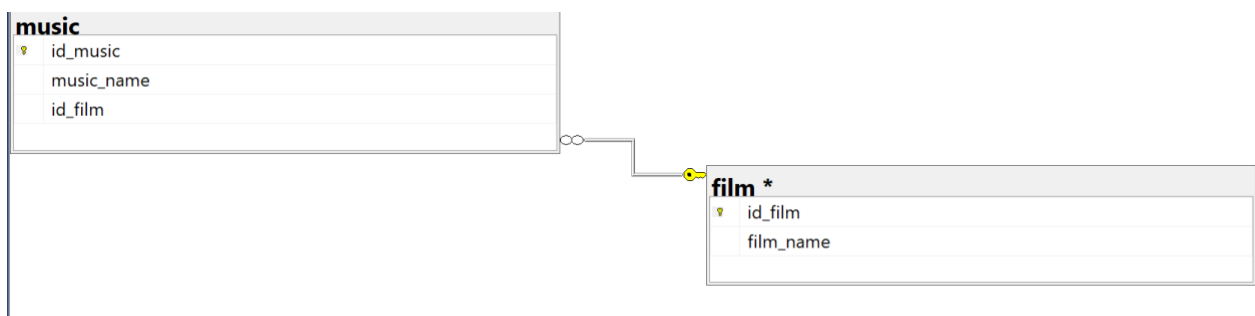 music
id_music
music_name
id_film
film *
id_film
film_name